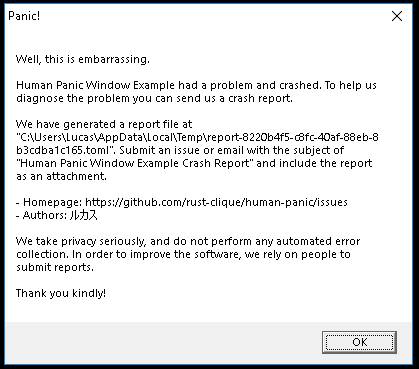 Panic!
Well, this is embarrassing.
Human Panic Window Example had a problem and crashed. To help us
diagnose the problem you can send us a crash report.
We have generated a report file at
"C:\Users\Lucas\AppData\Local\Temp\report-8220b4f5-c8fc-40af-88eb-8
b3cdba1c165.toml". Submit an issue or email with the subject of
"Human Panic Window Example Crash Report" and include the report
as an attachment.
- Homepage: https://github.com/rust-clique/human-panic/issues
- Authors: ルカス
We take privacy seriously, and do not perform any automated error
collection. In order to improve the software, we rely on people to
submit reports.
Thank you kindly!
OK